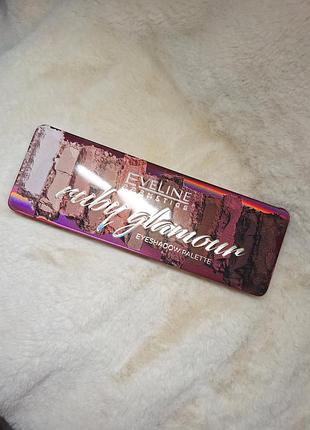 EVELINE
COSMETICS
ruby glamour
EYESHADOW PALETTE